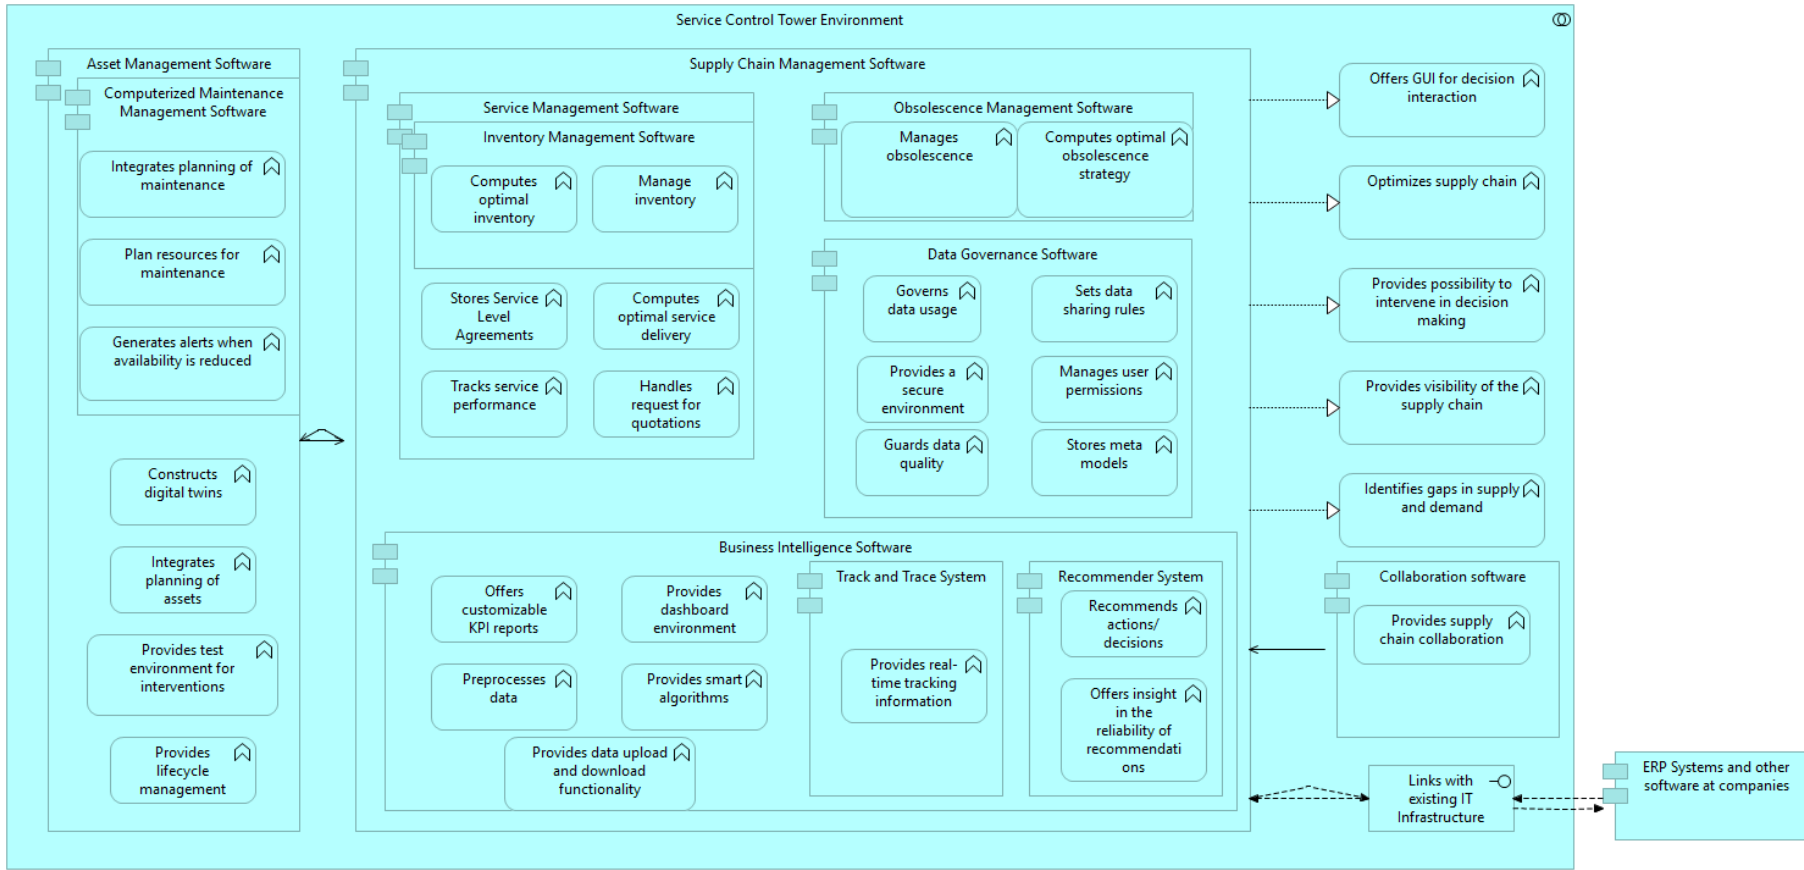 Service Control Tower Environment
Asset Management Software
Computerized Maintenance
Management Software
Integrates planning of
maintenance
Plan resources for
maintenance
Generates alerts when
availability is reduced
Constructs
digital twins
Integrates
planning of
assets
Provides test
environment for
interventions
Provides
lifecycle
management
Supply Chain Management Software
Service Management Software
Inventory Management Software
Computes
optimal
inventory
Manage
inventory
Stores Service
Level
Agreements
Computes
optimal service
delivery
Tracks service
performance
Handles
request for
quotations
Obsolescence Management Software
Manages
obsolescence
Computes optimal
obsolescence
strategy
Data Governance Software
Governs
data usage
Sets data
sharing rules
Provides a
secure
environment
Manages user
permissions
Guards data
quality
Stores meta
models
Business Intelligence Software
Offers
customizable
KPI reports
Provides
dashboard
environment
Preprocesses
data
Provides smart
algorithms
Provides data upload
and download
functionality
Track and Trace System
Provides real-
time tracking
information
Recommender System
Recommends
actions/
decisions
Offers insight
in the
reliability of
recommendati
ons
Offers GUI for decision
interaction
Optimizes supply chain
Provides possibility to
intervene in decision
making
Provides visibility of the
supply chain
Identifies gaps in supply
and demand
Collaboration software
Provides supply
chain collaboration
Links with
existing IT
Infrastructure
ERP Systems and other
software at companies